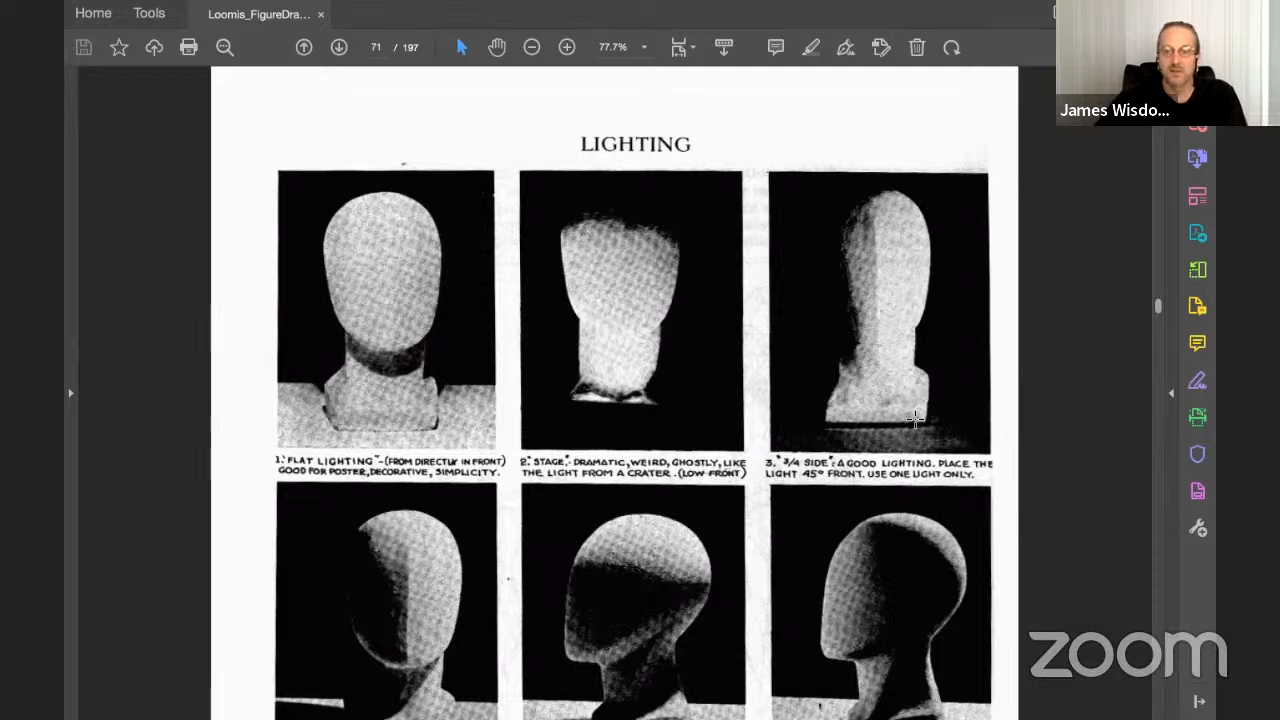 Home
Tools
Loomis_FigureDra...
71 / 197
77.7%
James Wisdo...
LIGHTING
1." FLAT LIGHTING"-(FROM DIRECTLY IN FRONT)
GOOD FOR POSTER, DECORATIVE, SIMPLICITY.
2." STAGE". DRAMATIC, WEIRD, GHOSTLY, LIKE
THE LIGHT FROM A CRATER. (LOW FRONT)
3." 3/4 SIDE": A GOOD LIGHTING. PLACE THE
LIGHT 45° FRONT. USE ONE LIGHT ONLY.
zoom